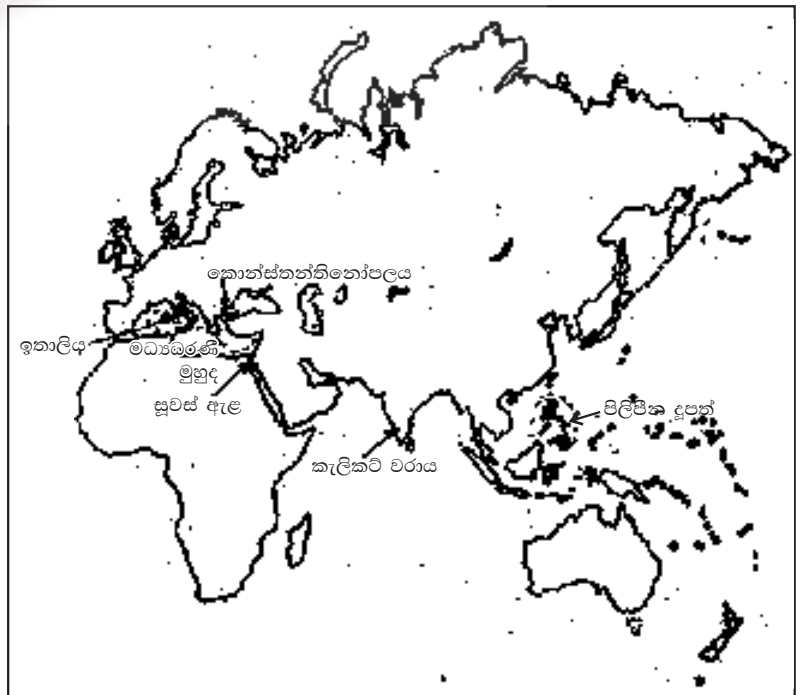 කොන්ස්තන්තිනෝපලය
ඉතාලිය
මධ්‍යධරණී
මුහුද
සූවස් ඇළ
පිලිපීන දූපත්
කැලිකට් වරාය